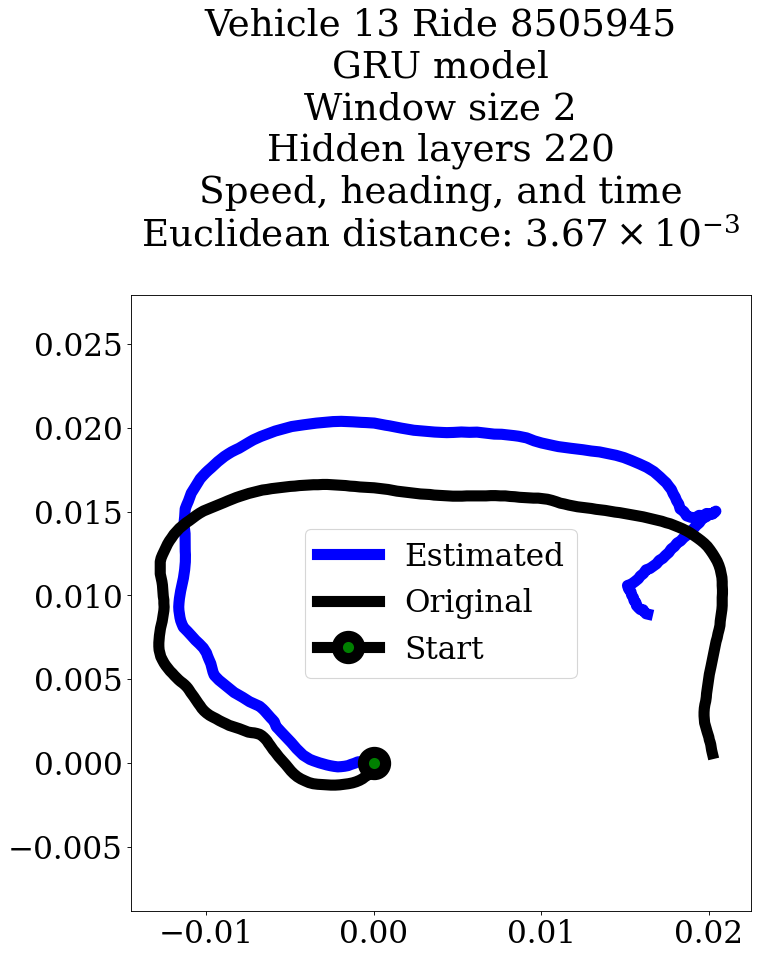 Vehicle 13 Ride 8505945
GRU model
Window size 2
Hidden layers 220
Speed, heading, and time
Euclidean distance: 3.67 × 10⁻³
0.025
0.020
0.015
0.010
0.005
0.000
−0.005
Estimated
Original
Start
−0.01 0.00 0.01 0.02